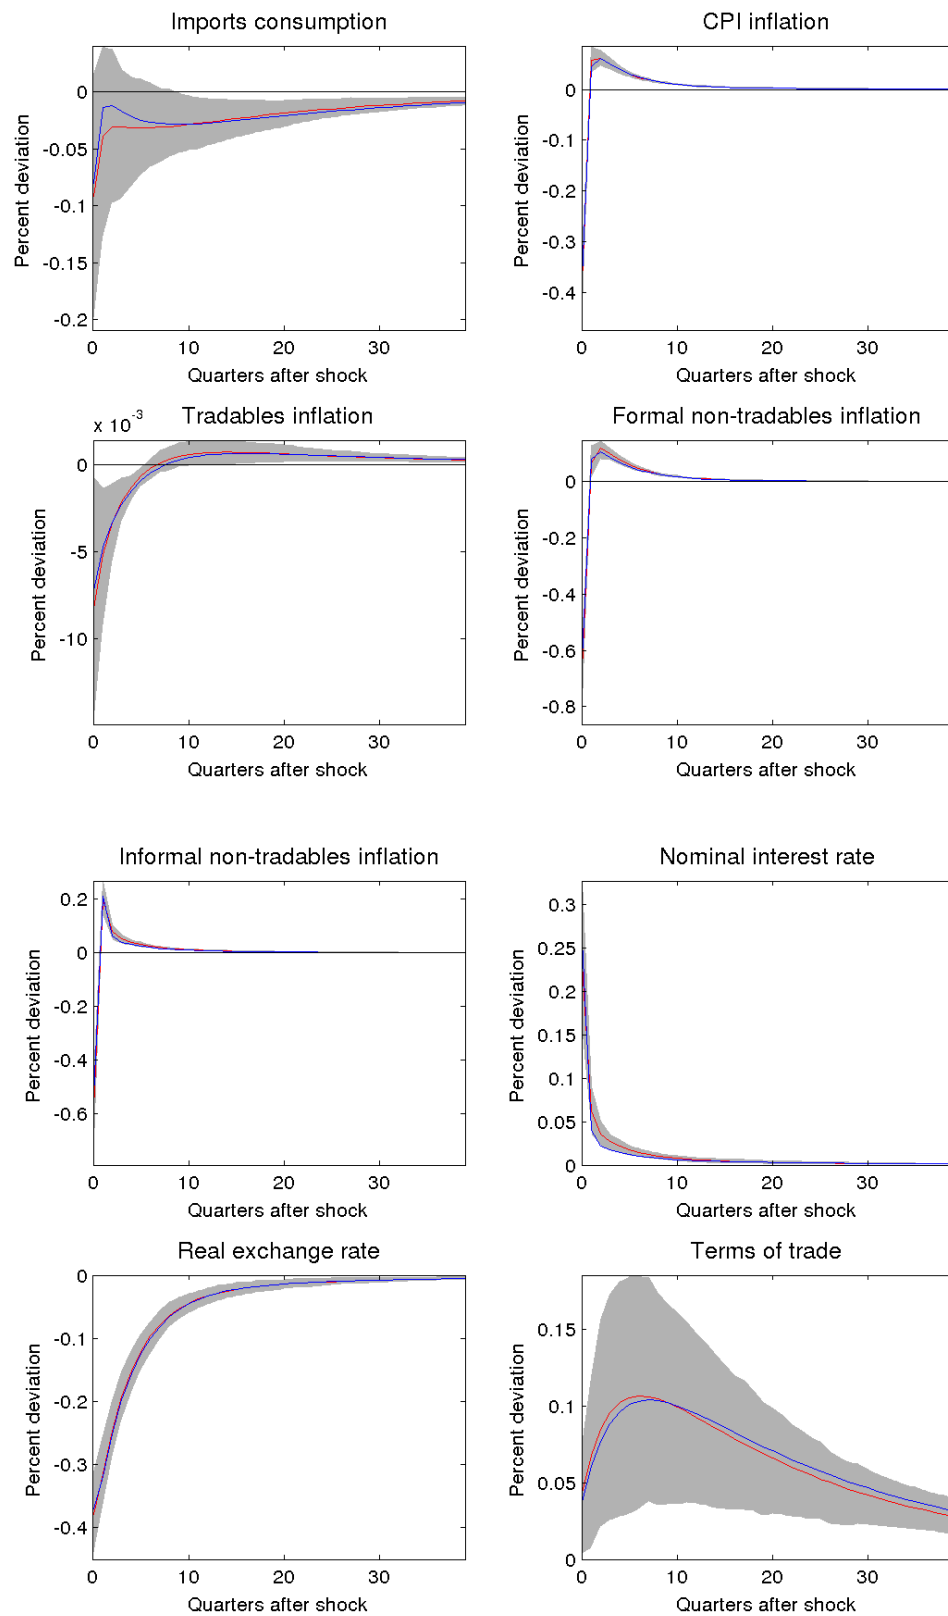 Imports consumption
Percent deviation
0
-0.05
-0.1
-0.15
-0.2
0 10 20 30
Quarters after shock
CPI inflation
Percent deviation
0
-0.1
-0.2
-0.3
-0.4
0 10 20 30
Quarters after shock
x 10-3
Tradables inflation
Percent deviation
0
-5
-10
0 10 20 30
Quarters after shock
Formal non-tradables inflation
Percent deviation
0
-0.2
-0.4
-0.6
-0.8
0 10 20 30
Quarters after shock
Informal non-tradables inflation
Percent deviation
0.2
0
-0.2
-0.4
-0.6
0 10 20 30
Quarters after shock
Nominal interest rate
Percent deviation
0.3
0.25
0.2
0.15
0.1
0.05
0
0 10 20 30
Quarters after shock
Real exchange rate
Percent deviation
0
-0.1
-0.2
-0.3
-0.4
0 10 20 30
Quarters after shock
Terms of trade
Percent deviation
0.15
0.1
0.05
0
0 10 20 30
Quarters after shock